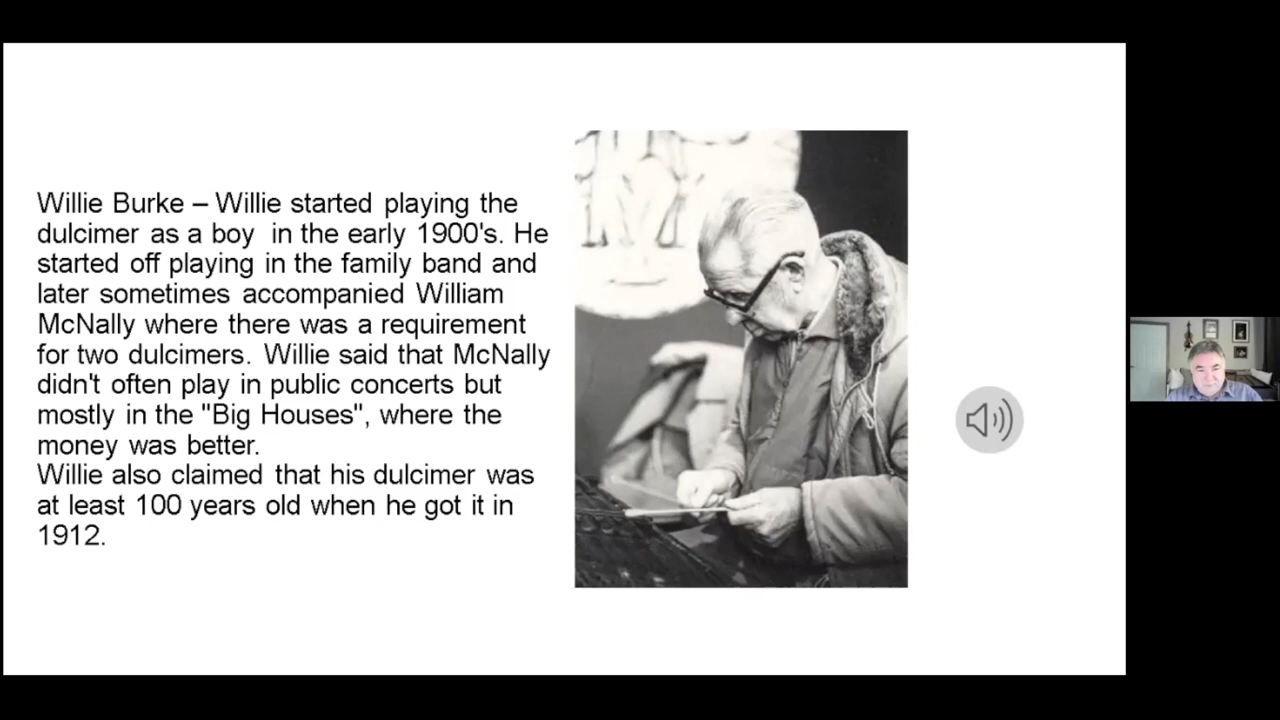 Willie Burke – Willie started playing the
dulcimer as a boy  in the early 1900's. He
started off playing in the family band and
later sometimes accompanied William
McNally where there was a requirement
for two dulcimers. Willie said that McNally
didn't often play in public concerts but
mostly in the "Big Houses", where the
money was better.
Willie also claimed that his dulcimer was
at least 100 years old when he got it in
1912.